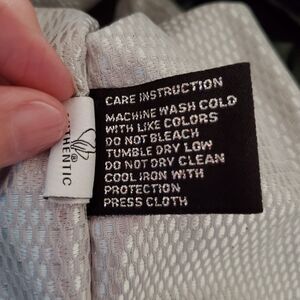 CARE INSTRUCTION
MACHINE WASH COLD
WITH LIKE COLORS
DO NOT BLEACH
TUMBLE DRY LOW
DO NOT DRY CLEAN
COOL IRON WITH
PROTECTION
PRESS CLOTH
®
THENTIC